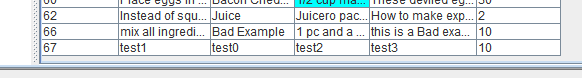 Place eggs in ... Bacon Ched... 1/2 cup ma... These deviled eg...
62 Instead of squ... Juice Juicero pac... How to make exp... 2
66 mix all ingredi... Bad Example 1 pc and a ... this is a Bad exa... 10
67 test1 test0 test2 test3 10